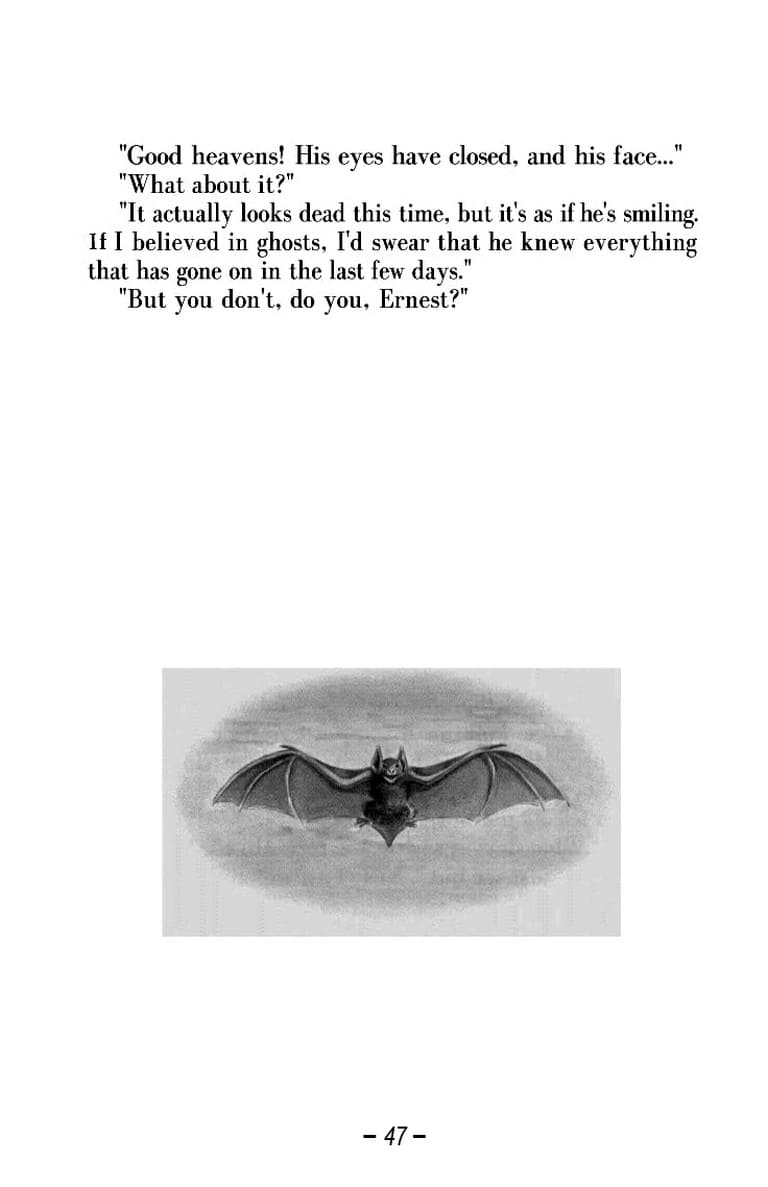 "Good heavens! His eyes have closed, and his face..."
"What about it?"
"It actually looks dead this time, but it's as if he's smiling.
If I believed in ghosts, I'd swear that he knew everything
that has gone on in the last few days."
"But you don't, do you, Ernest?"
– 47 –